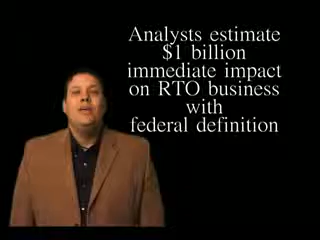 Analysts estimate
$1 billion
immediate impact
on RTO business
with
federal definition